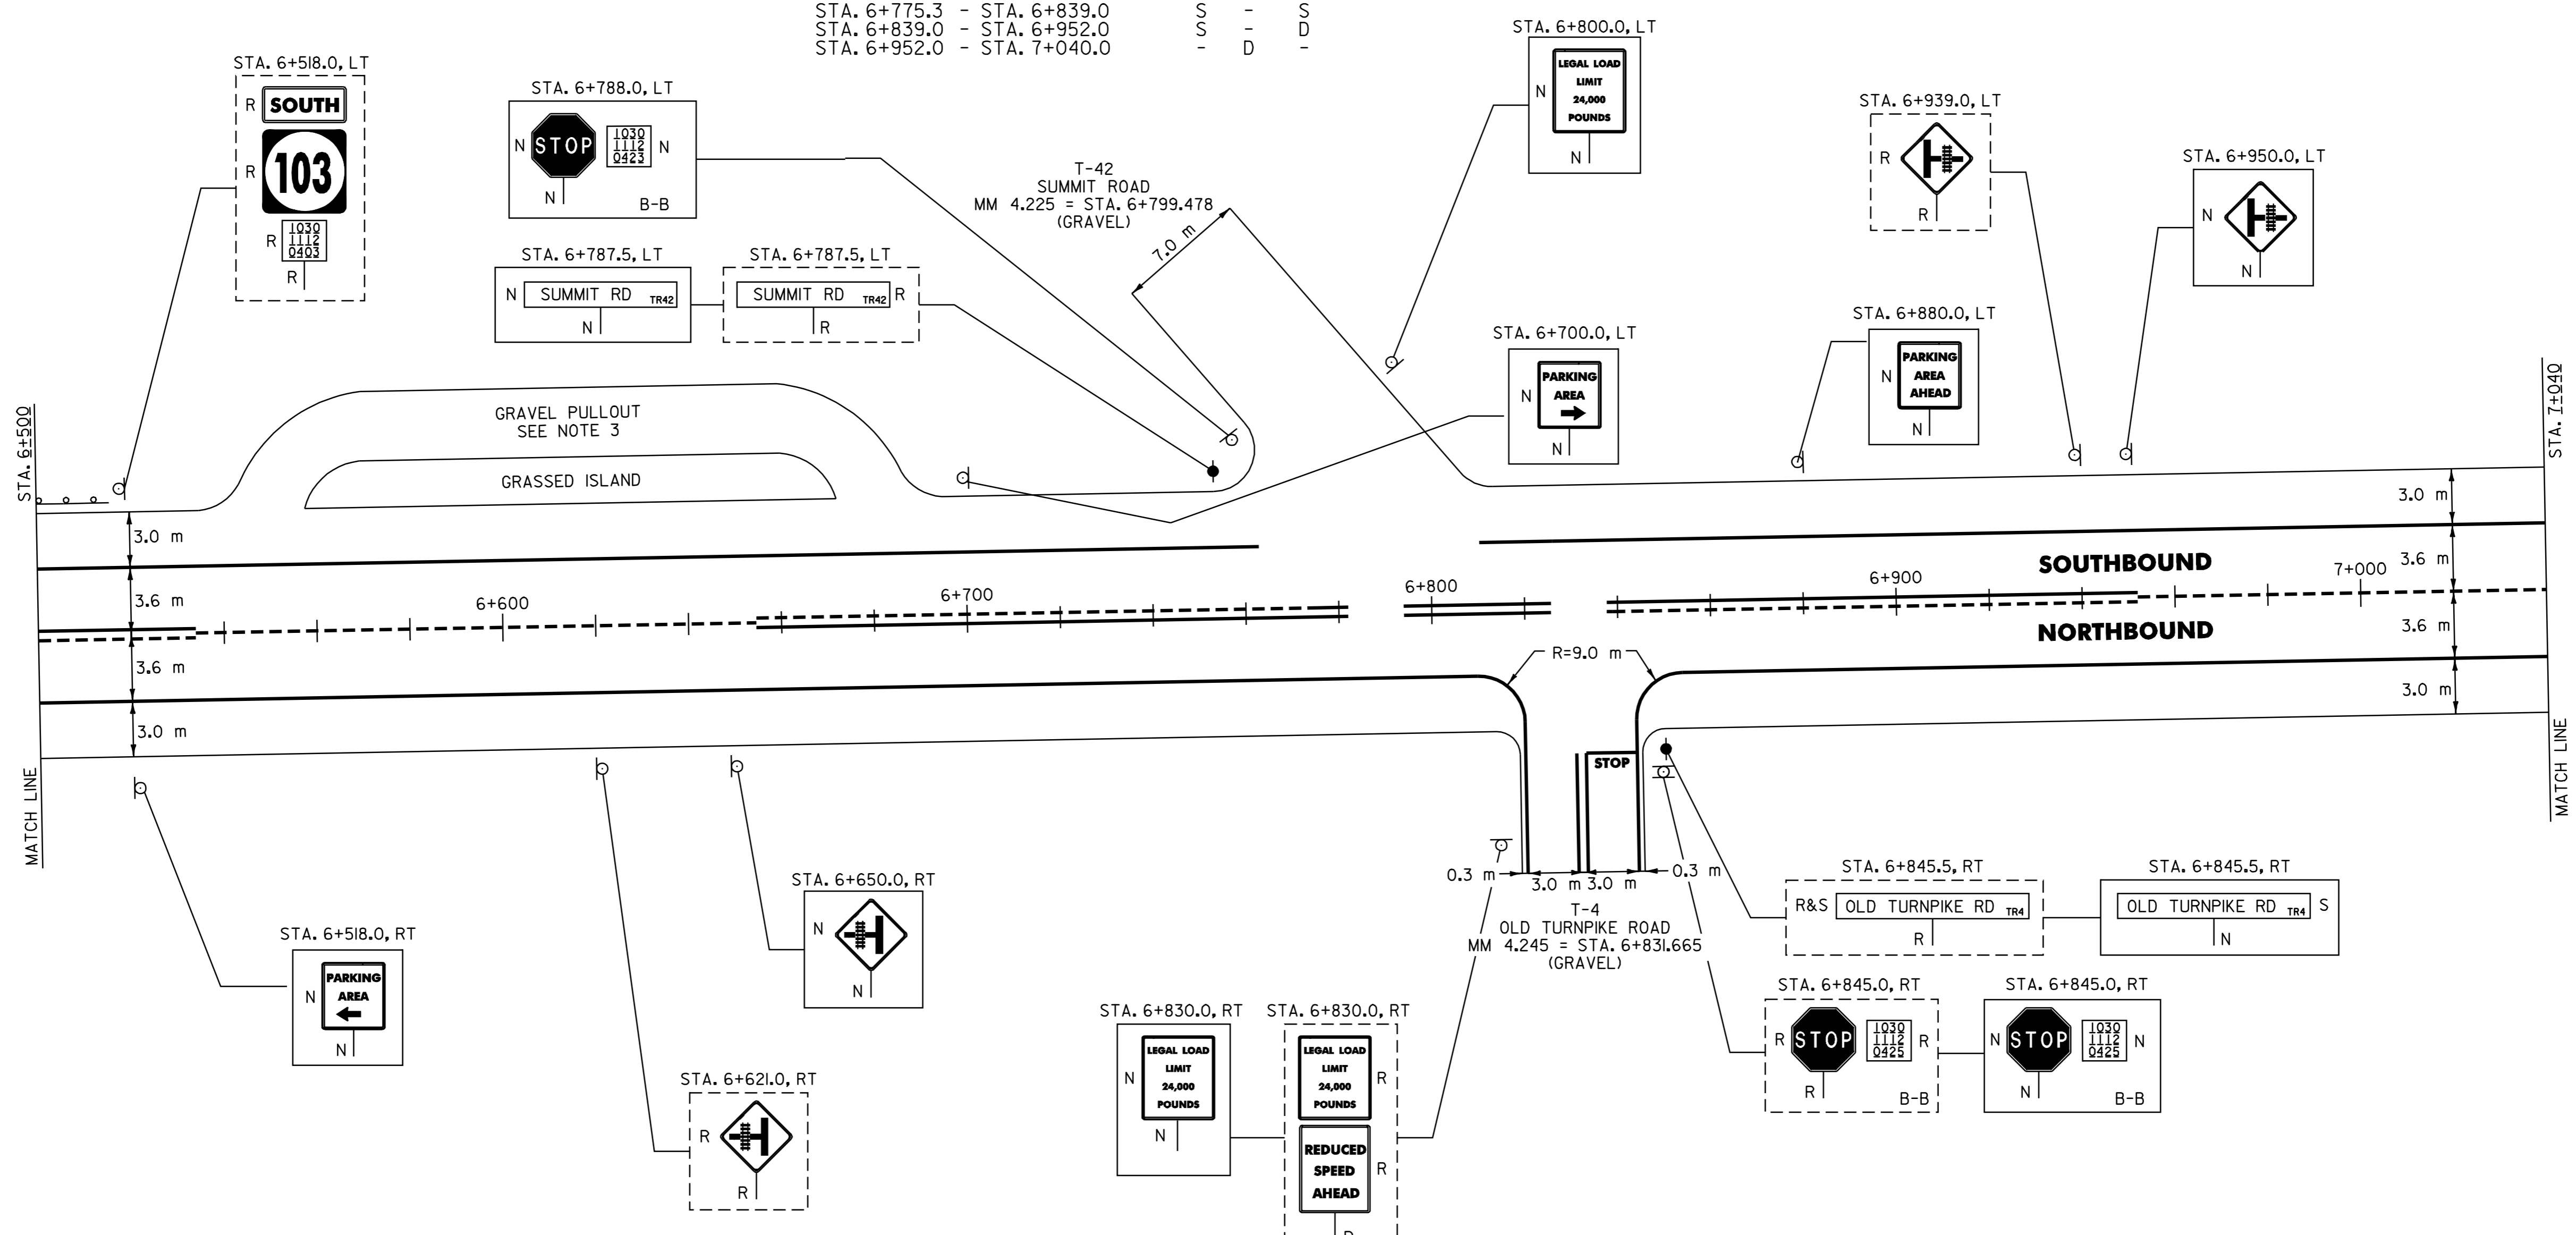 STA. 6+775.3 - STA. 6+839.0 S - S
STA. 6+839.0 - STA. 6+952.0 S - D
STA. 6+952.0 - STA. 7+040.0 - D -
STA. 6+518.0, LT
R SOUTH
R 103
R 1030
1112
0403
R
STA. 6+788.0, LT
N STOP 1030 N
1112
0423
N B-B
STA. 6+787.5, LT
N SUMMIT RD TR42
N
STA. 6+787.5, LT
SUMMIT RD TR42 R
R
T-42
SUMMIT ROAD
MM 4.225 = STA. 6+799.478
(GRAVEL)
7.0 m
STA. 6+800.0, LT
N LEGAL LOAD
LIMIT
24,000
POUNDS
N
STA. 6+700.0, LT
N PARKING
AREA
N
STA. 6+939.0, LT
R
R
STA. 6+950.0, LT
N
N
STA. 6+880.0, LT
N PARKING
AREA
AHEAD
N
STA. 6+500
MATCH LINE
STA. 7+040
MATCH LINE
GRAVEL PULLOUT
SEE NOTE 3
GRASSED ISLAND
3.0 m
3.6 m
3.6 m
3.0 m
6+600
6+700
6+800
6+900
7+000
SOUTHBOUND
NORTHBOUND
3.0 m
3.6 m
3.6 m
3.0 m
R=9.0 m
STOP
0.3 m
3.0 m
3.0 m
0.3 m
T-4
OLD TURNPIKE ROAD
MM 4.245 = STA. 6+831.665
(GRAVEL)
STA. 6+518.0, RT
N PARKING
AREA
N
STA. 6+621.0, RT
R
R
STA. 6+650.0, RT
N
N
STA. 6+830.0, RT
N LEGAL LOAD
LIMIT
24,000
POUNDS
N
STA. 6+830.0, RT
LEGAL LOAD
LIMIT
24,000
POUNDS
R
REDUCED
SPEED
AHEAD
R
STA. 6+845.5, RT
R&S OLD TURNPIKE RD TR4
R
STA. 6+845.5, RT
OLD TURNPIKE RD TR4 S
N
STA. 6+845.0, RT
R STOP 1030 R
1112
0425
R B-B
STA. 6+845.0, RT
N STOP 1030 N
1112
0425
N B-B